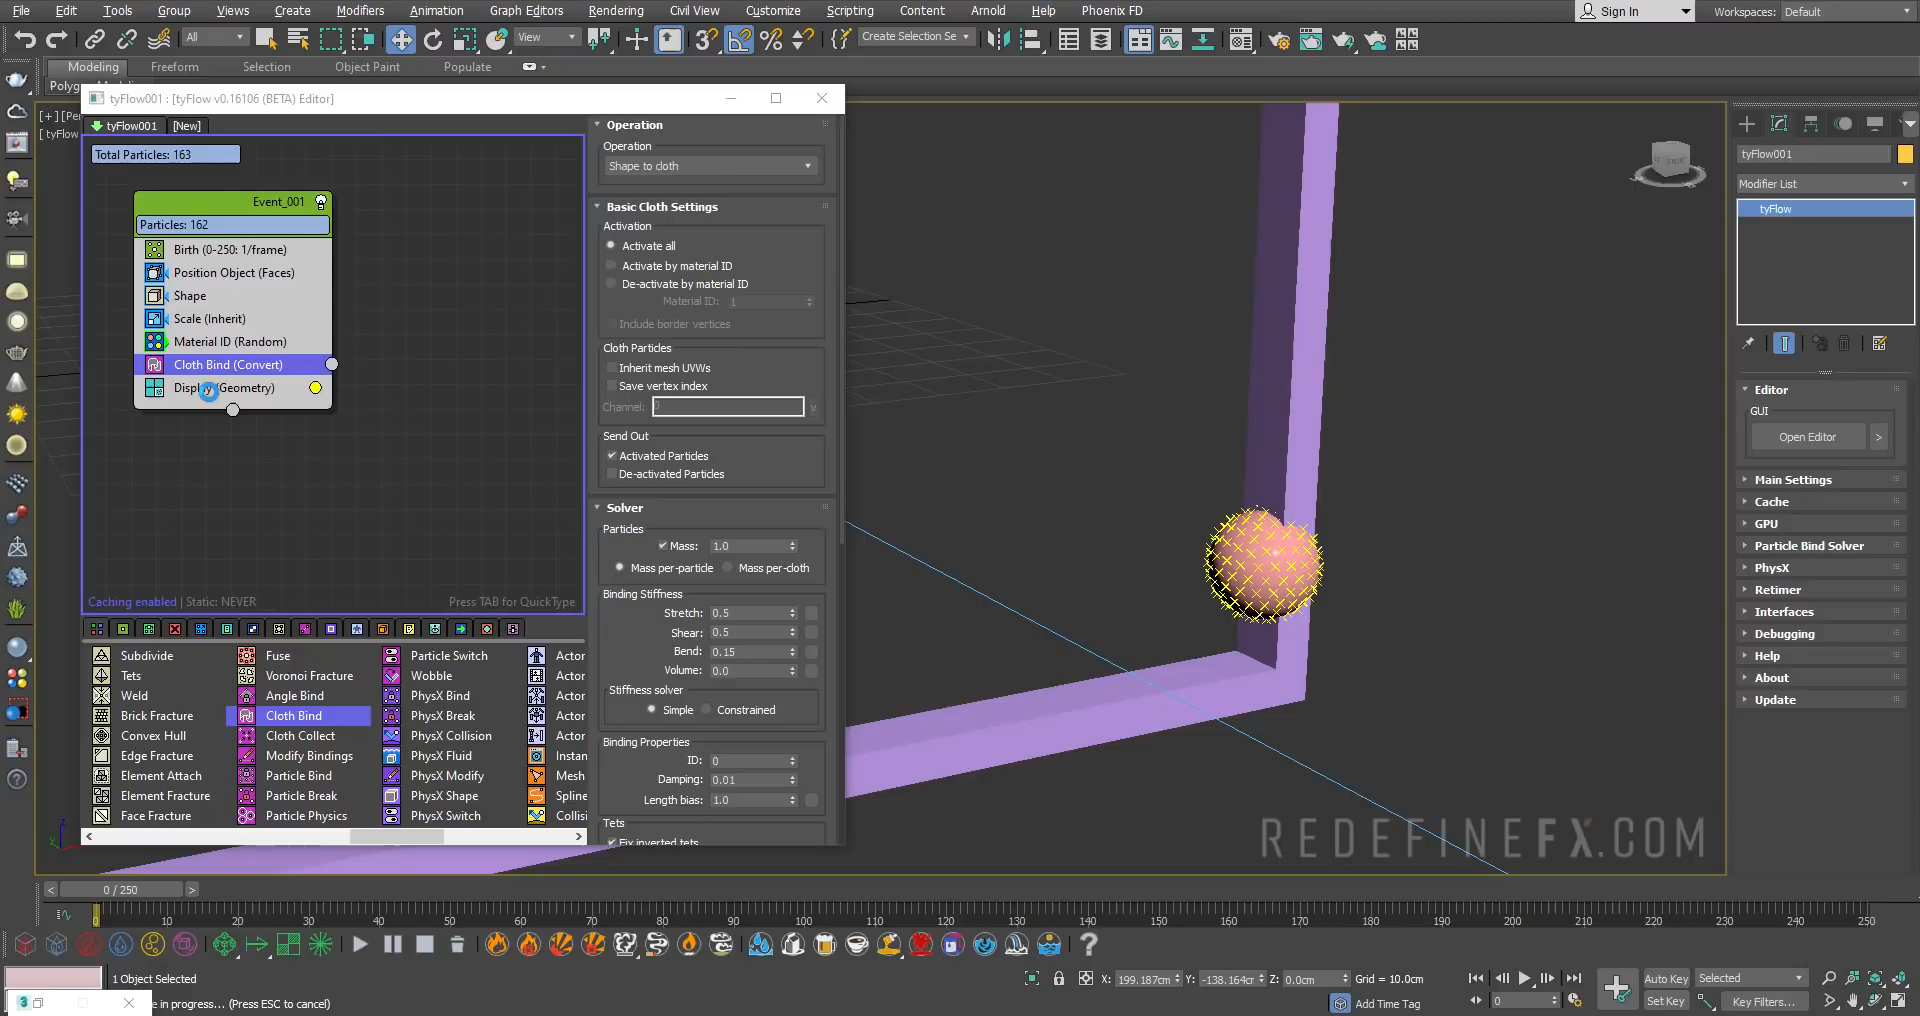 File Edit Tools Group Views Create Modifiers Animation Graph Editors Rendering Civil View Customize Scripting Content Arnold Help Phoenix FD Sign In Workspaces: Default
All View Create Selection Se
Modeling Freeform Selection Object Paint Populate
tyFlow001 : [tyFlow v0.16106 (BETA) Editor]
tyFlow001 [New]
Total Particles: 163
Event_001
Particles: 162
Birth (0-250: 1/frame)
Position Object (Faces)
Shape
Scale (Inherit)
Material ID (Random)
Cloth Bind (Convert)
Caching enabled | Static: NEVER Press TAB for QuickType
Subdivide Fuse Particle Switch Actor
Tets Voronoi Fracture Wobble Actor
Weld Angle Bind PhysX Bind Actor
Brick Fracture Cloth Bind PhysX Break Actor
Convex Hull Cloth Collect PhysX Collision Actor
Edge Fracture Modify Bindings PhysX Fluid Instan
Element Attach Particle Bind PhysX Modify Mesh
Element Fracture Particle Break PhysX Shape Spline
Face Fracture Particle Physics PhysX Switch Collisi
Operation
Operation
Shape to cloth
Basic Cloth Settings
Activation
Activate all
Activate by material ID
De-activate by material ID
Material ID: 1
Include border vertices
Cloth Particles
Inherit mesh UVWs
Save vertex index
Channel: 0
Send Out
Activated Particles
De-activated Particles
Solver
Particles
Mass: 1.0
Mass per-particle Mass per-cloth
Binding Stiffness
Stretch: 0.5
Shear: 0.5
Bend: 0.15
Volume: 0.0
Stiffness solver
Simple Constrained
Binding Properties
ID: 0
Damping: 0.01
Length bias: 1.0
Tets
Fix inverted tets
tyFlow001
Modifier List
tyFlow
Editor
GUI
Open Editor >
Main Settings
Cache
GPU
Particle Bind Solver
PhysX
Retimer
Interfaces
Debugging
Help
About
Update
REDEFINEFX.COM
< 0 / 250 >
0 10 20 30 40 50 60 70 80 90 100 110 120 130 140 150 160 170 180 190 200 210 220 230 240 250
1 Object Selected X: 199.187cm Y: -138.164cr Z: 0.0cm Grid = 10.0cm Auto Key Selected
e in progress... (Press ESC to cancel) Add Time Tag 0 Set Key Key Filters...